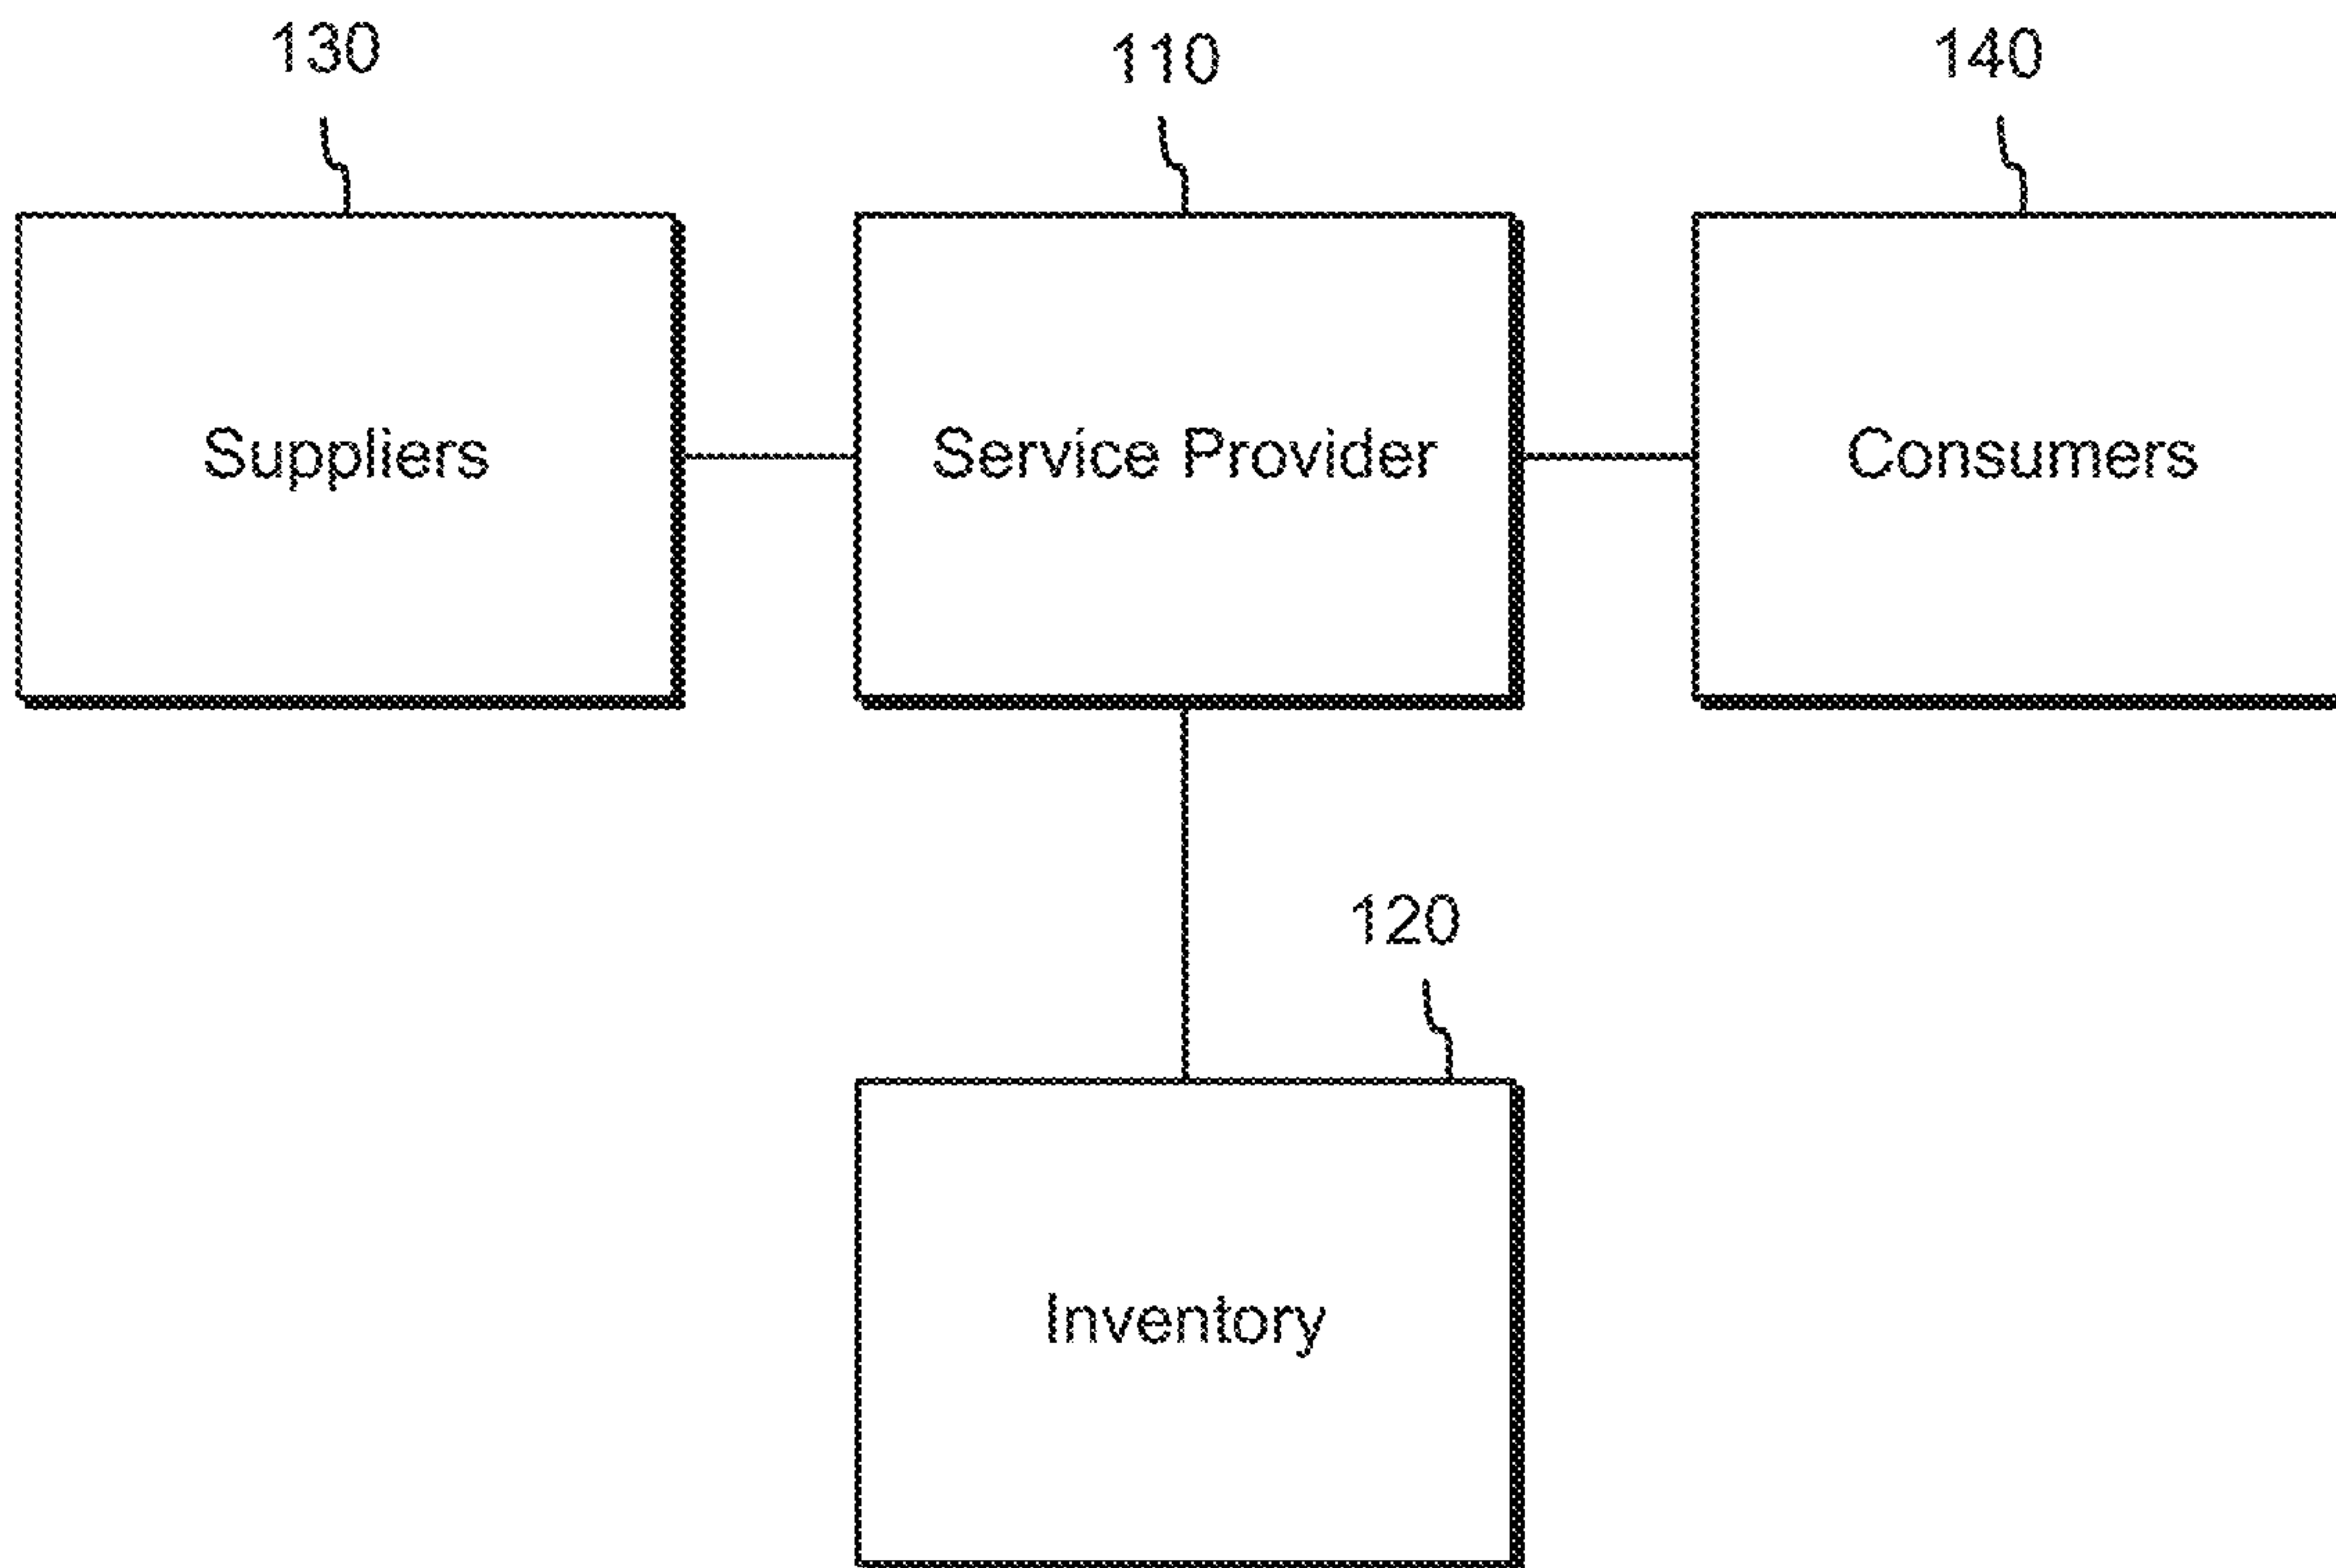 130
110
140
Suppliers
Service Provider
Consumers
120
Inventory